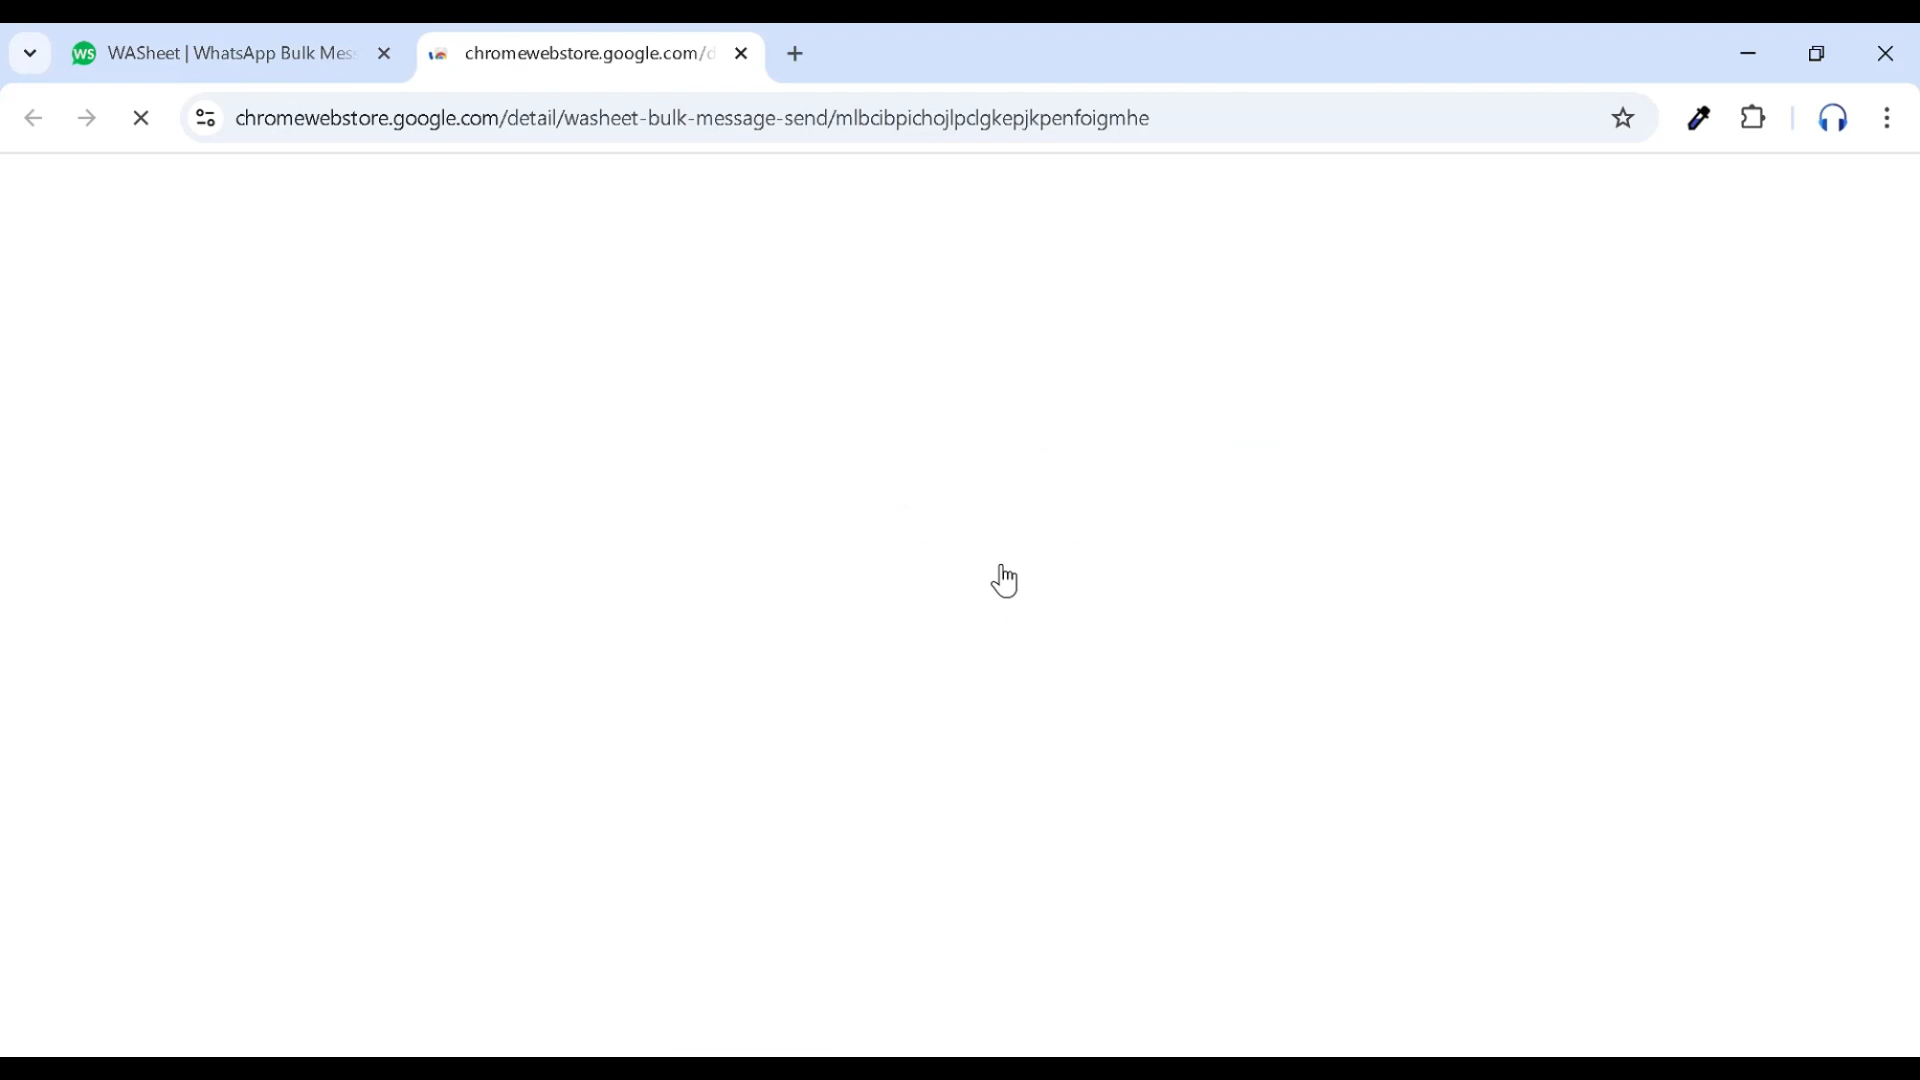 WS WASheet | WhatsApp Bulk Mes
chromewebstore.google.com/d
chromewebstore.google.com/detail/washeet-bulk-message-send/mlbcibpichojlpclgkepjkpenfoigmhe